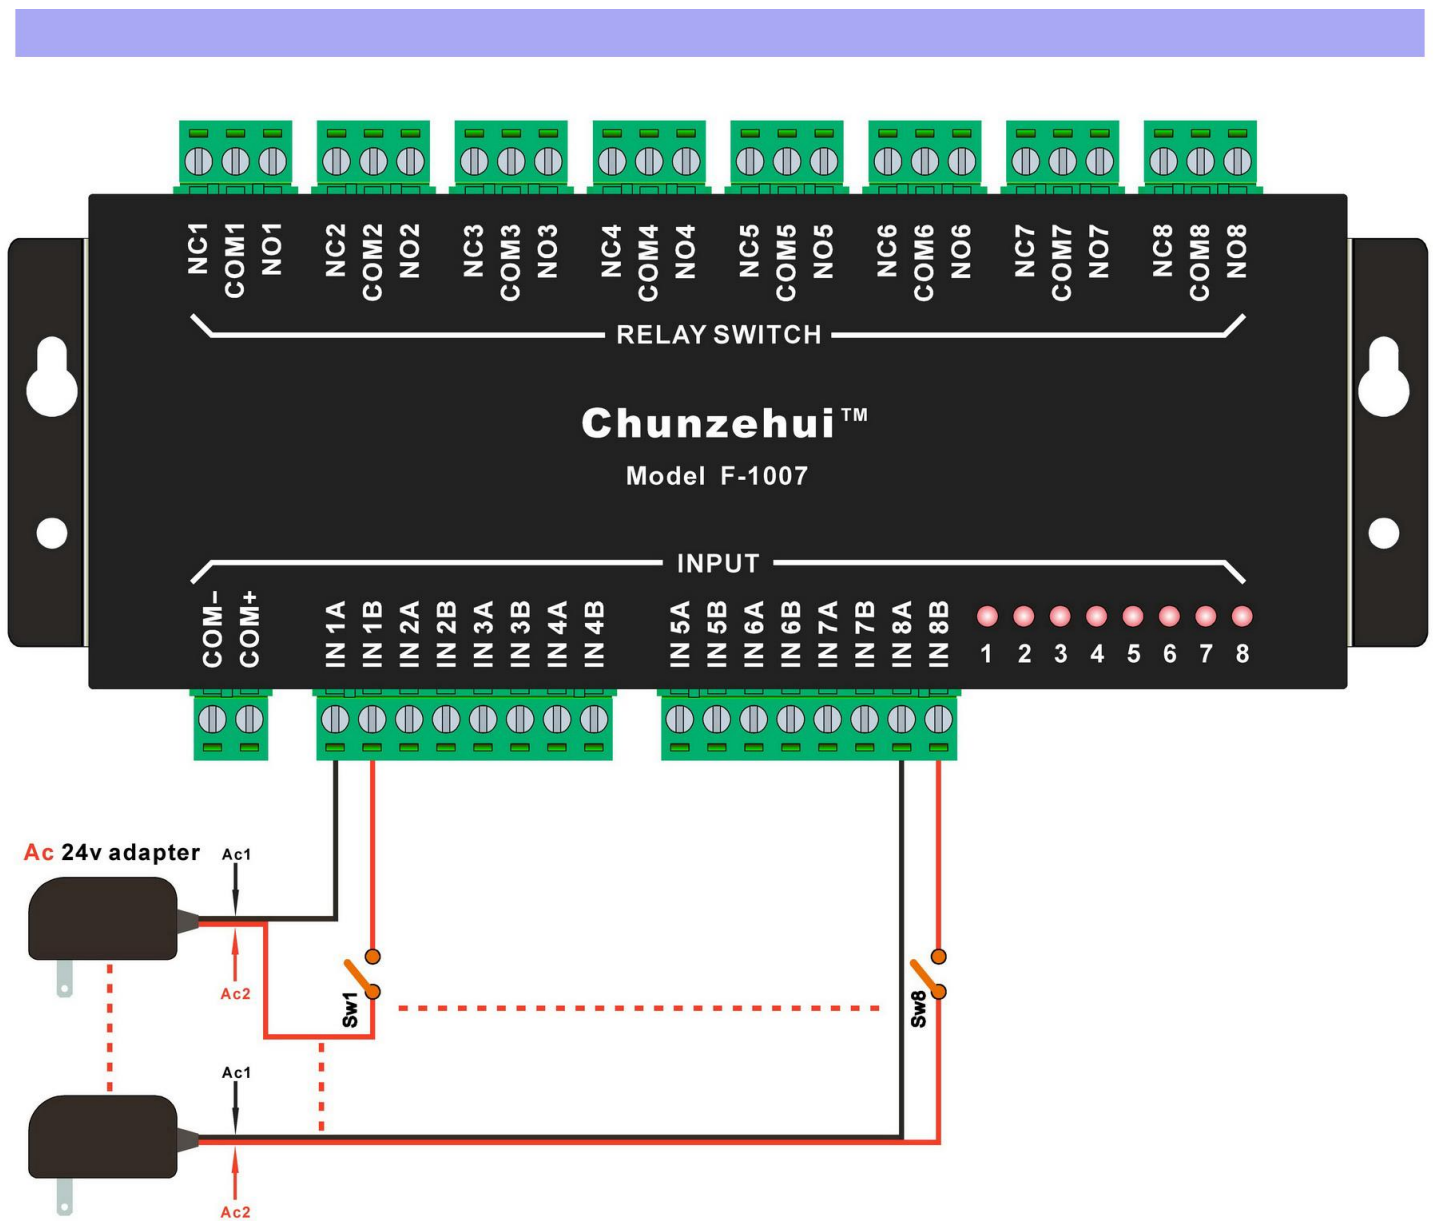 NC1 COM1 NO1 NC2 COM2 NO2 NC3 COM3 NO3 NC4 COM4 NO4 NC5 COM5 NO5 NC6 COM6 NO6 NC7 COM7 NO7 NC8 COM8 NO8
RELAY SWITCH
Chunzehui™
Model F-1007
INPUT
COM− COM+ IN 1A IN 1B IN 2A IN 2B IN 3A IN 3B IN 4A IN 4B IN 5A IN 5B IN 6A IN 6B IN 7A IN 7B IN 8A IN 8B
1 2 3 4 5 6 7 8
Ac 24v adapter
Ac1
Ac2
Sw1
Sw8
Ac1
Ac2